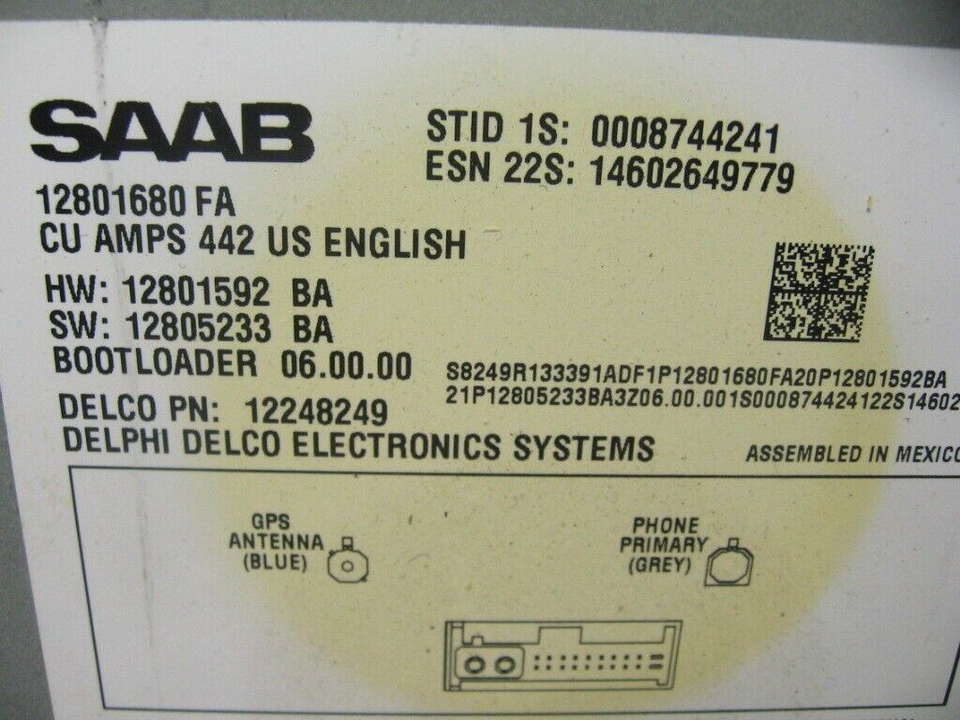 SAAB
STID 1S: 0008744241
ESN 22S: 14602649779
12801680 FA
CU AMPS 442 US ENGLISH
HW: 12801592 BA
SW: 12805233 BA
BOOTLOADER 06.00.00
S8249R133391ADF1P12801680FA20P12801592BA
21P12805233BA3Z06.00.001S000874424122S14602
DELCO PN: 12248249
DELPHI DELCO ELECTRONICS SYSTEMS
ASSEMBLED IN MEXICO
GPS
ANTENNA
(BLUE)
PHONE
PRIMARY
(GREY)